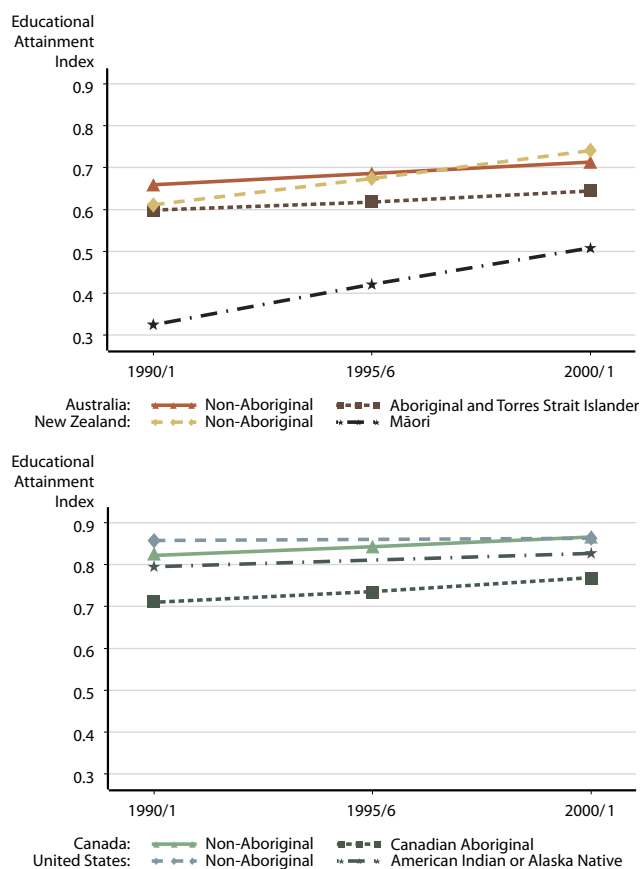 Educational
Attainment
Index
0.9
0.8
0.7
0.6
0.5
0.4
0.3
1990/1 1995/6 2000/1
Australia: Non-Aboriginal Aboriginal and Torres Strait Islander
New Zealand: Non-Aboriginal Māori
Educational
Attainment
Index
0.9
0.8
0.7
0.6
0.5
0.4
0.3
1990/1 1995/6 2000/1
Canada: Non-Aboriginal Canadian Aboriginal
United States: Non-Aboriginal American Indian or Alaska Native